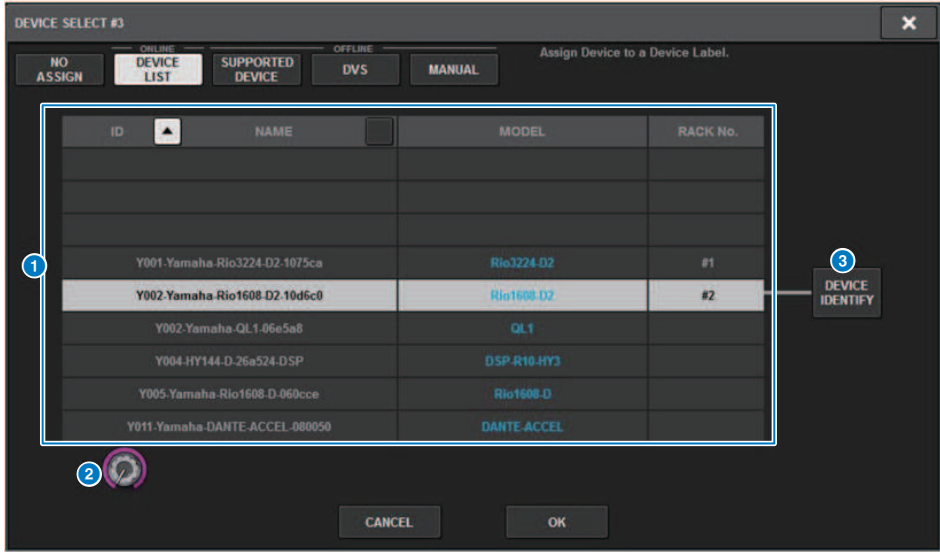 DEVICE SELECT #3
ONLINE
OFFLINE
NO ASSIGN
DEVICE LIST
SUPPORTED DEVICE
DVS
MANUAL
Assign Device to a Device Label.
ID NAME MODEL RACK No.
Y001-Yamaha-Rio3224-D2-1075ca Rio3224-D2 #1
Y002-Yamaha-Rio1608-D2-10d6c0 Rio1608-D2 #2
Y002-Yamaha-QL1-06e5a8 QL1
Y004-HY144-D-26a524-DSP DSP-R10-HY3
Y005-Yamaha-Rio1608-D-060cce Rio1608-D
Y011-Yamaha-DANTE-ACCEL-080050 DANTE-ACCEL
1
3
DEVICE IDENTIFY
2
CANCEL
OK